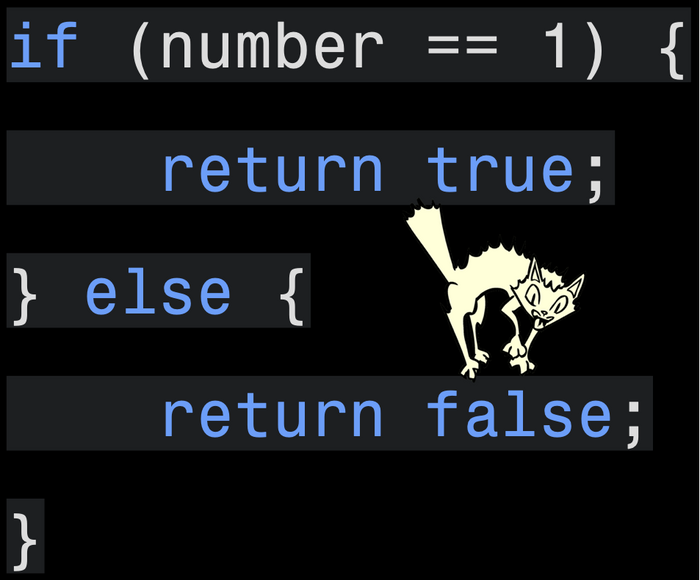 if (number == 1) {
    return true;
} else {
    return false;
}